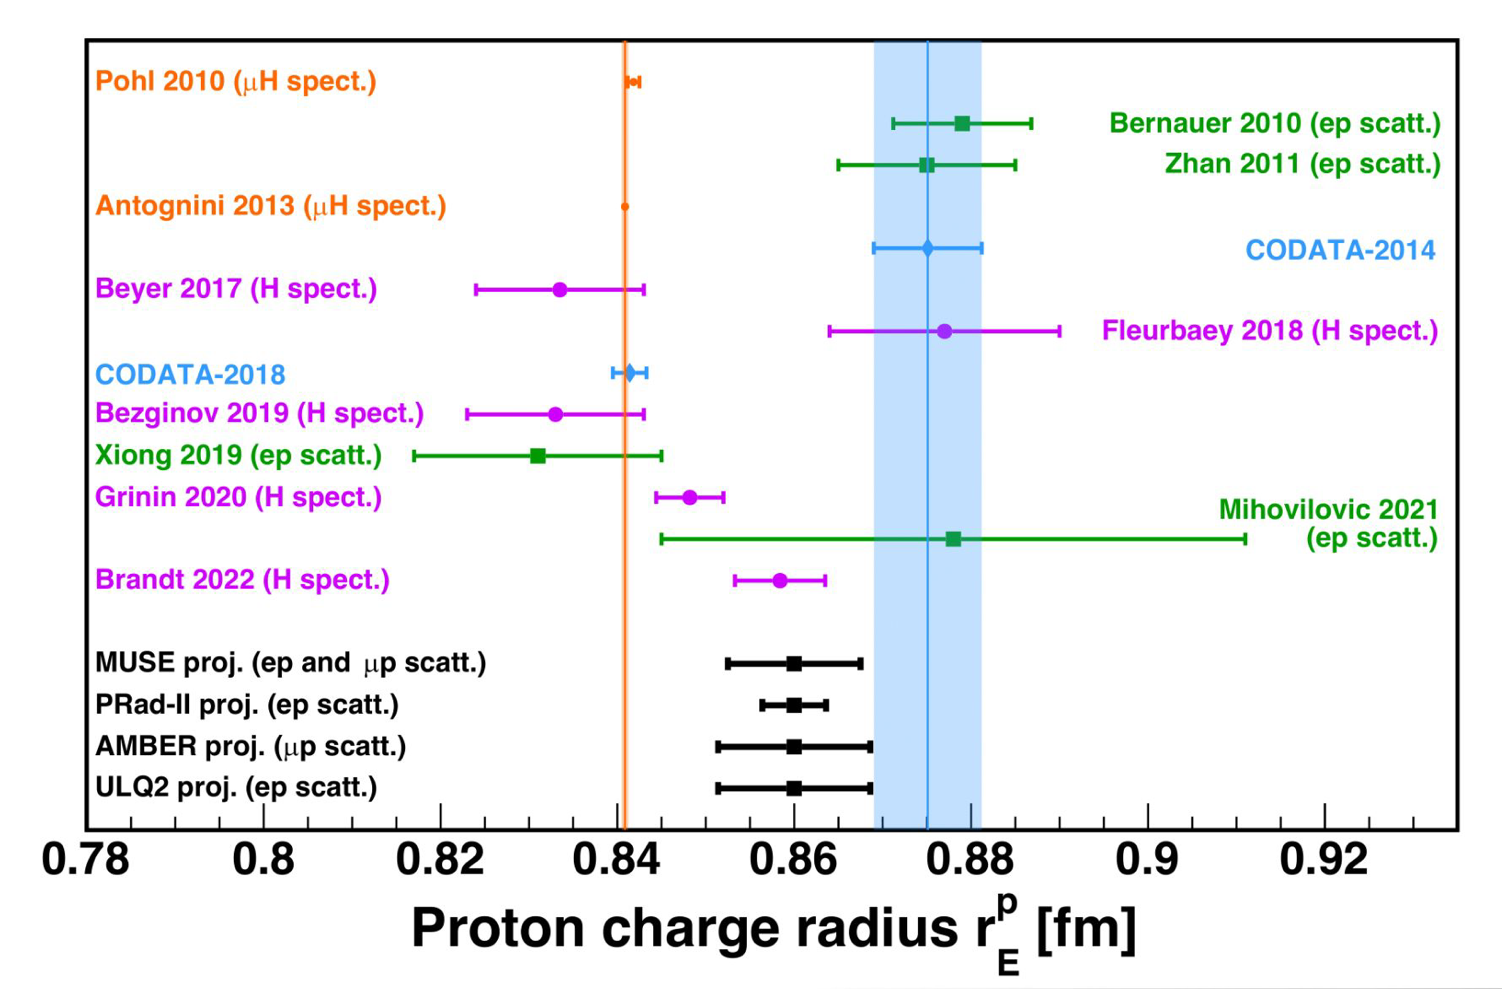 Pohl 2010 (μH spect.)
Bernauer 2010 (ep scatt.)
Zhan 2011 (ep scatt.)
Antognini 2013 (μH spect.)
CODATA-2014
Beyer 2017 (H spect.)
Fleurbaey 2018 (H spect.)
CODATA-2018
Bezginov 2019 (H spect.)
Xiong 2019 (ep scatt.)
Grinin 2020 (H spect.)
Mihovilovic 2021
(ep scatt.)
Brandt 2022 (H spect.)
MUSE proj. (ep and μp scatt.)
PRad-II proj. (ep scatt.)
AMBER proj. (μp scatt.)
ULQ2 proj. (ep scatt.)
0.78 0.8 0.82 0.84 0.86 0.88 0.9 0.92
Proton charge radius r_E^p [fm]